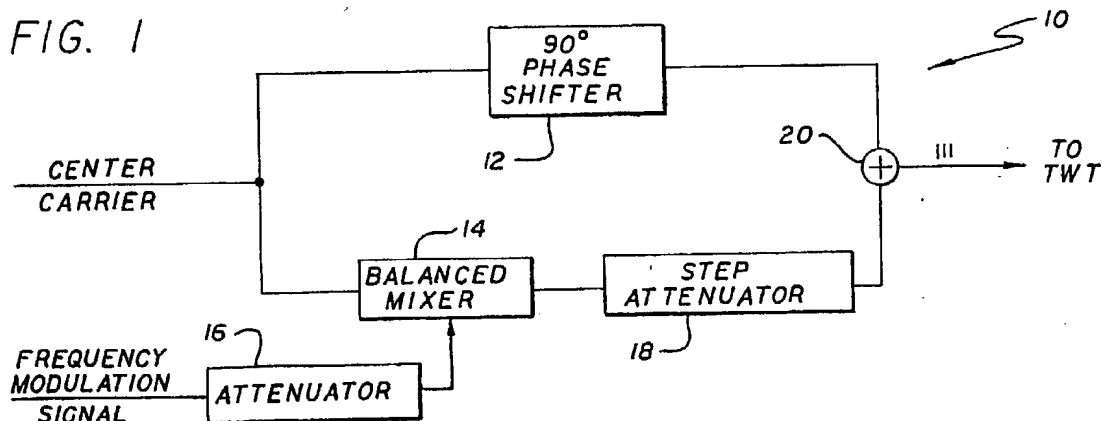 FIG. 1
10
90°
PHASE
SHIFTER
12
20
TO
TWT
CENTER
CARRIER
14
BALANCED
MIXER
STEP
ATTENUATOR
18
16
FREQUENCY
MODULATION
SIGNAL
ATTENUATOR